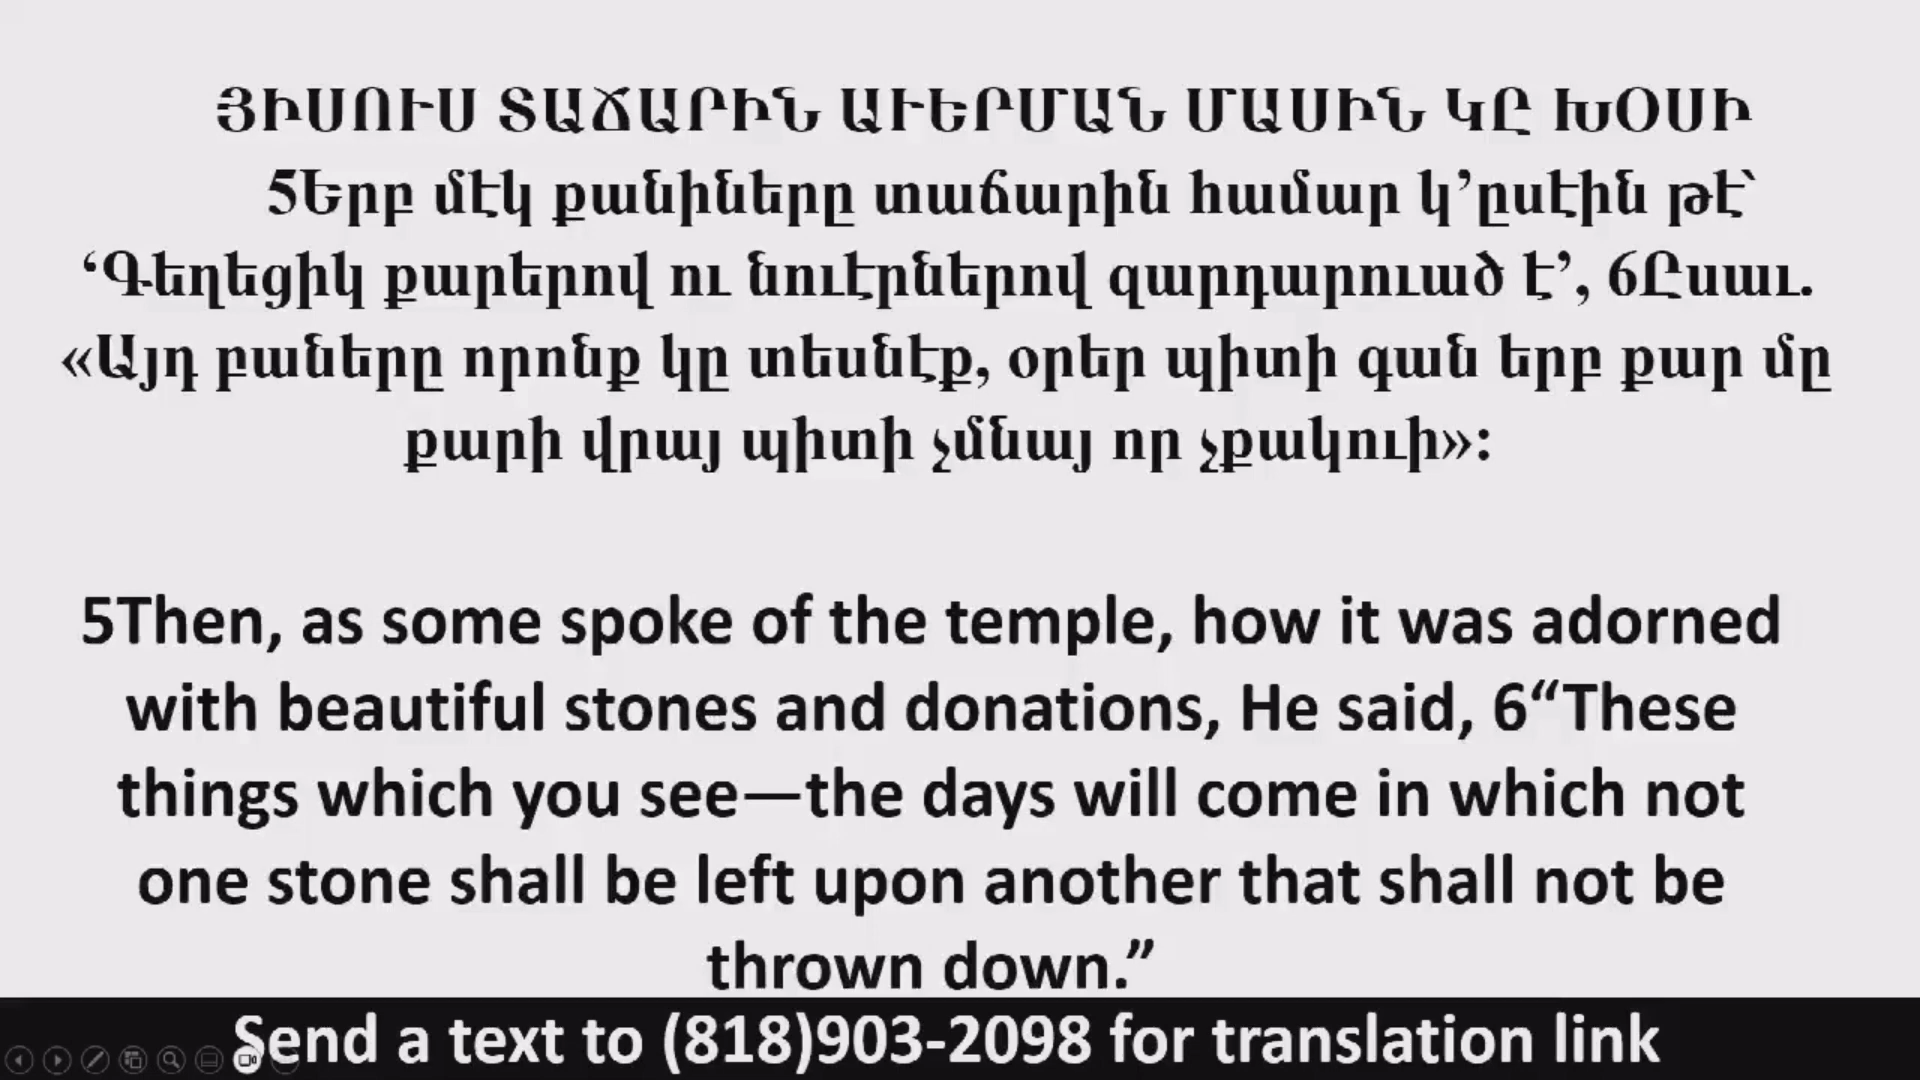 ՅԻՍՈՒՍ ՏԱՃԱՐԻՆ ԱՒԵՐՄԱՆ ՄԱՍԻՆ ԿԸ ԽՕՍԻ
5Երբ մէկ քանիները տաճարին համար կ’ըսէին թէ՝
‘Գեղեցիկ քարերով ու նուէրներով զարդարուած է’, 6Ըսաւ.
«Այդ բաները որոնք կը տեսնէք, օրեր պիտի գան երբ քար մը
քարի վրայ պիտի չմնայ որ չքակուի»:
5Then, as some spoke of the temple, how it was adorned
with beautiful stones and donations, He said, 6“These
things which you see—the days will come in which not
one stone shall be left upon another that shall not be
thrown down.”
Send a text to (818)903-2098 for translation link